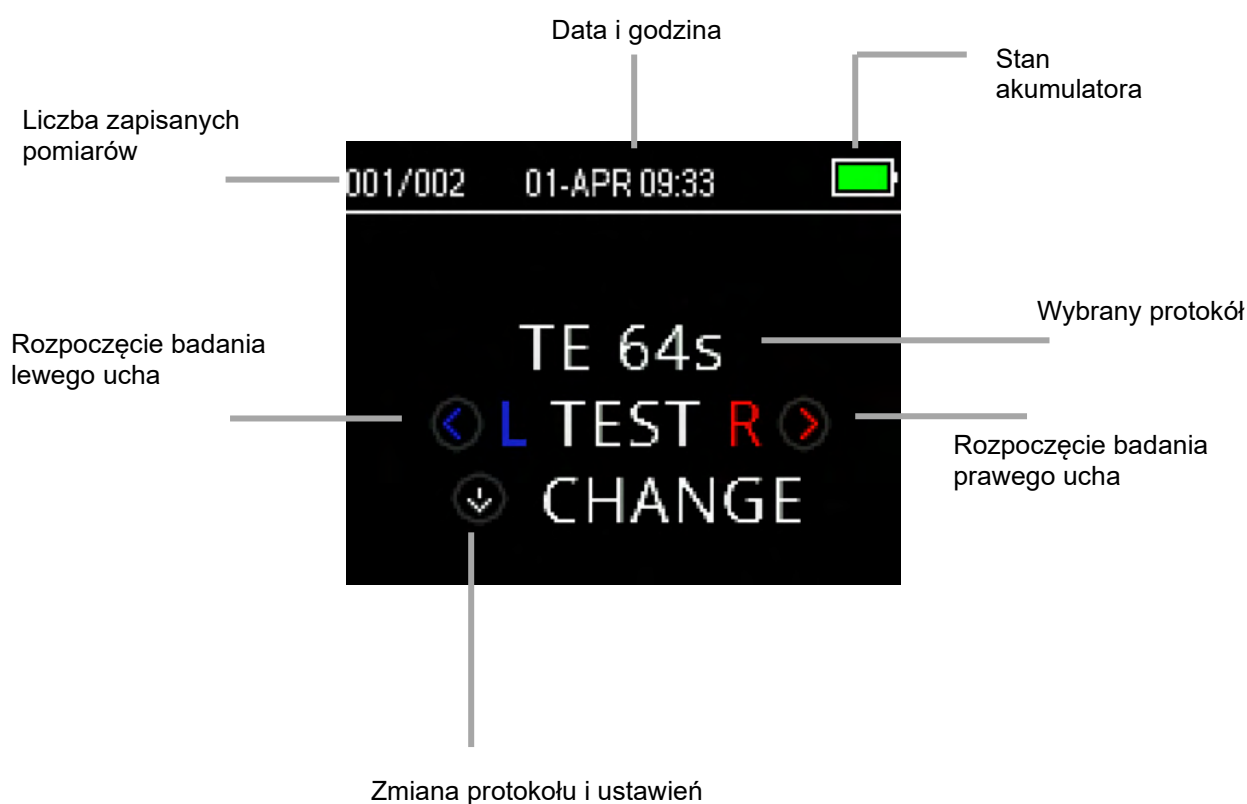 Data i godzina
Stan
akumulatora
Liczba zapisanych
pomiarów
001/002 01-APR 09:33
Wybrany protokół
TE 64s
Rozpoczęcie badania
lewego ucha
L TEST R
Rozpoczęcie badania
prawego ucha
CHANGE
Zmiana protokołu i ustawień